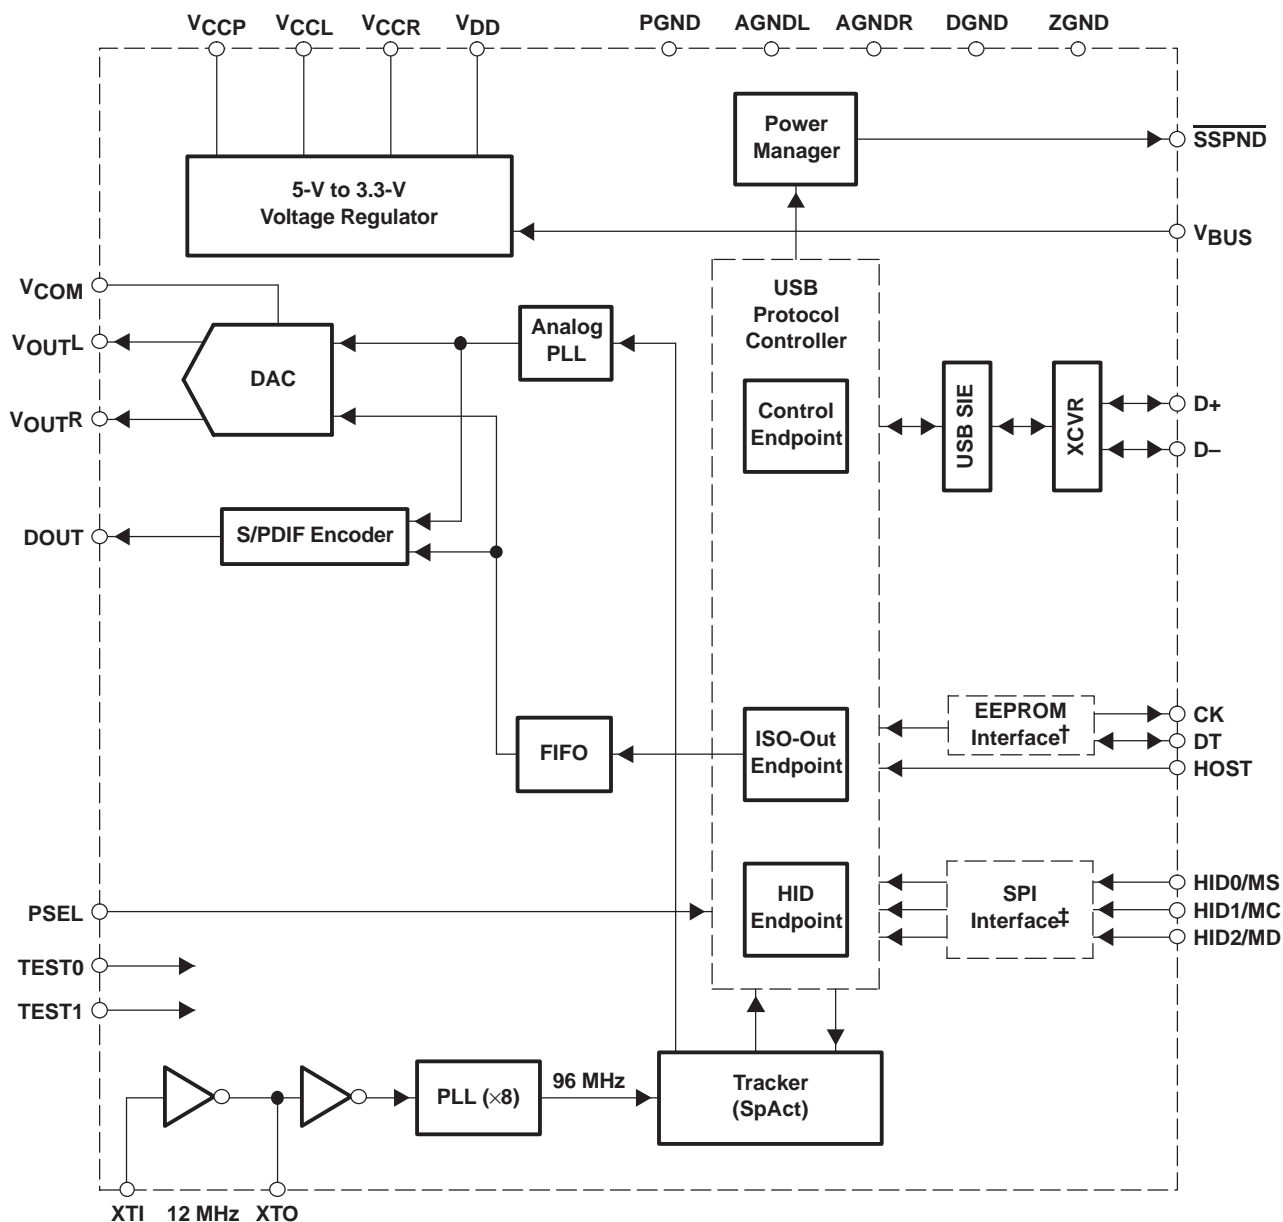 VCCP VCCL VCCR VDD PGND AGNDL AGNDR DGND ZGND
Power
Manager
SSPND
5-V to 3.3-V
Voltage Regulator
VBUS
VCOM
USB
Protocol
Controller
VOUTL
Analog
PLL
DAC
VOUTR
Control
Endpoint
USB SIE
XCVR
D+
D–
DOUT
S/PDIF Encoder
EEPROM
Interface†
CK
DT
HOST
FIFO
ISO-Out
Endpoint
HID
Endpoint
SPI
Interface‡
HID0/MS
HID1/MC
HID2/MD
PSEL
TEST0
TEST1
PLL (×8)
96 MHz
Tracker
(SpAct)
XTI 12 MHz XTO